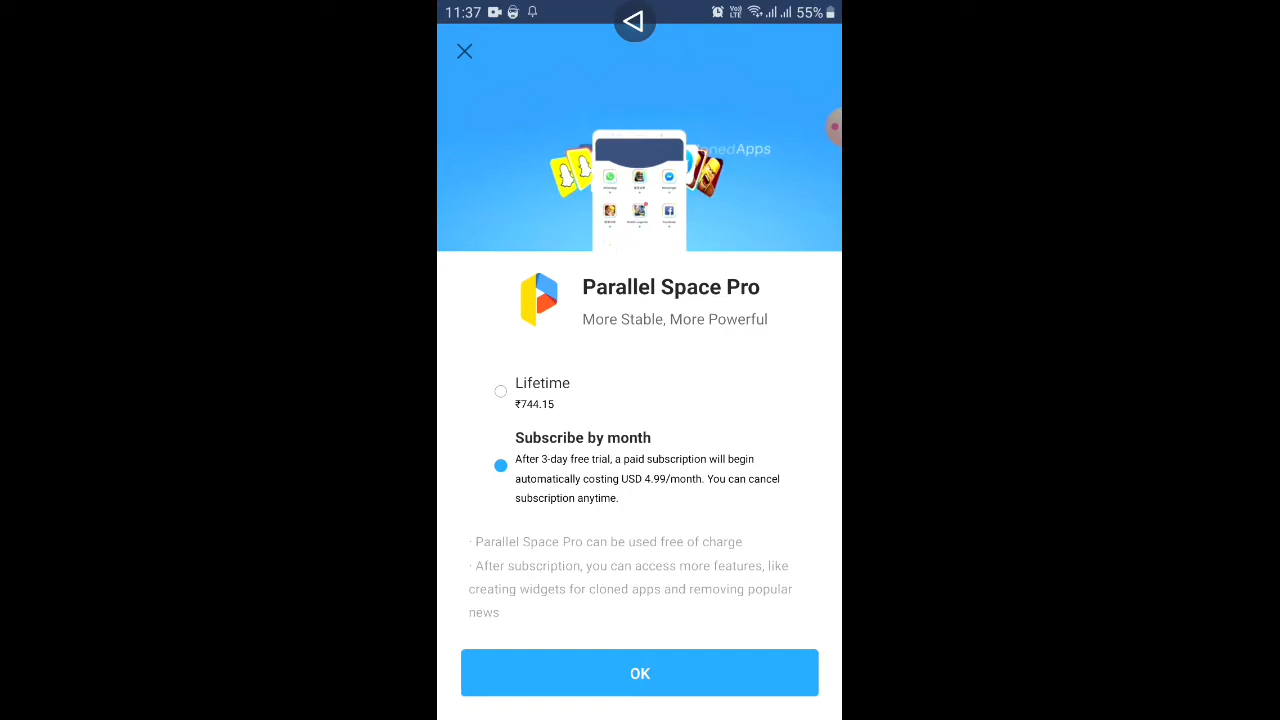 11:37
55%
onedApps
Parallel Space Pro
More Stable, More Powerful
Lifetime
₹744.15
Subscribe by month
After 3-day free trial, a paid subscription will begin
automatically costing USD 4.99/month. You can cancel
subscription anytime.
· Parallel Space Pro can be used free of charge
· After subscription, you can access more features, like
creating widgets for cloned apps and removing popular
news
OK